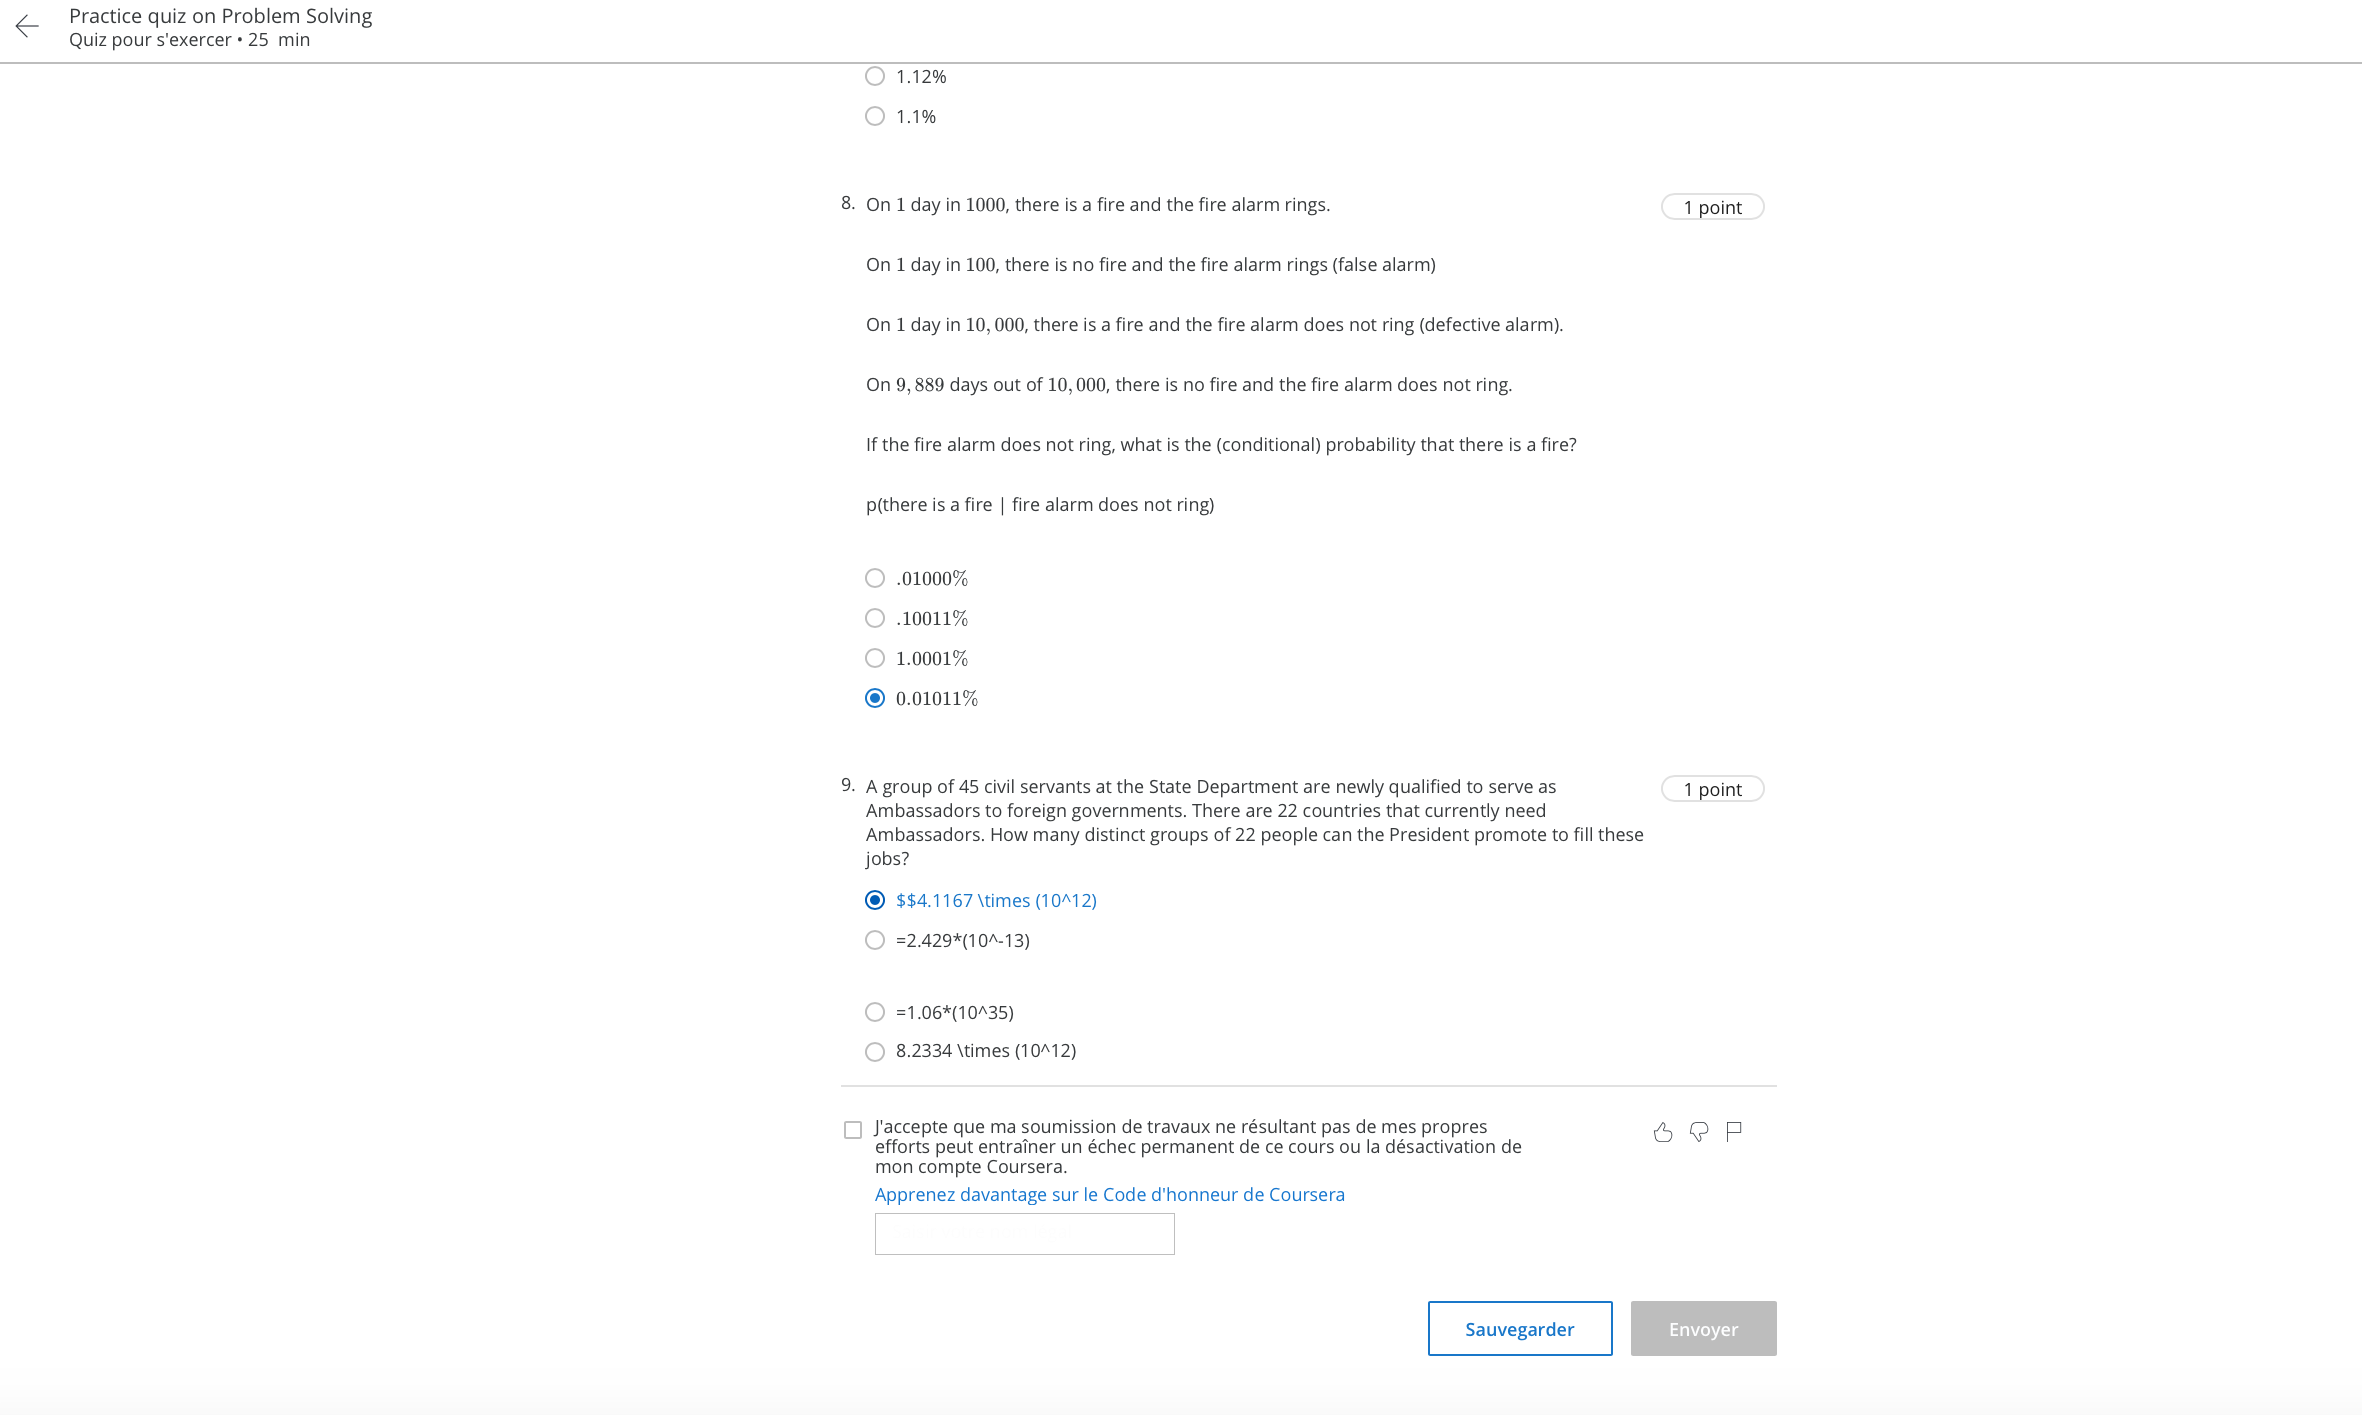 Practice quiz on Problem Solving
Quiz pour s'exercer • 25 min
1.12%
1.1%
8. On 1 day in 1000, there is a fire and the fire alarm rings.
1 point
On 1 day in 100, there is no fire and the fire alarm rings (false alarm)
On 1 day in 10,000, there is a fire and the fire alarm does not ring (defective alarm).
On 9,889 days out of 10,000, there is no fire and the fire alarm does not ring.
If the fire alarm does not ring, what is the (conditional) probability that there is a fire?
p(there is a fire | fire alarm does not ring)
.01000%
.10011%
1.0001%
0.01011%
9. A group of 45 civil servants at the State Department are newly qualified to serve as
1 point
Ambassadors to foreign governments. There are 22 countries that currently need
Ambassadors. How many distinct groups of 22 people can the President promote to fill these
jobs?
$$4.1167 \times (10^12)
=2.429*(10^-13)
=1.06*(10^35)
8.2334 \times (10^12)
J'accepte que ma soumission de travaux ne résultant pas de mes propres
efforts peut entraîner un échec permanent de ce cours ou la désactivation de
mon compte Coursera.
Apprenez davantage sur le Code d'honneur de Coursera
Sauvegarder
Envoyer